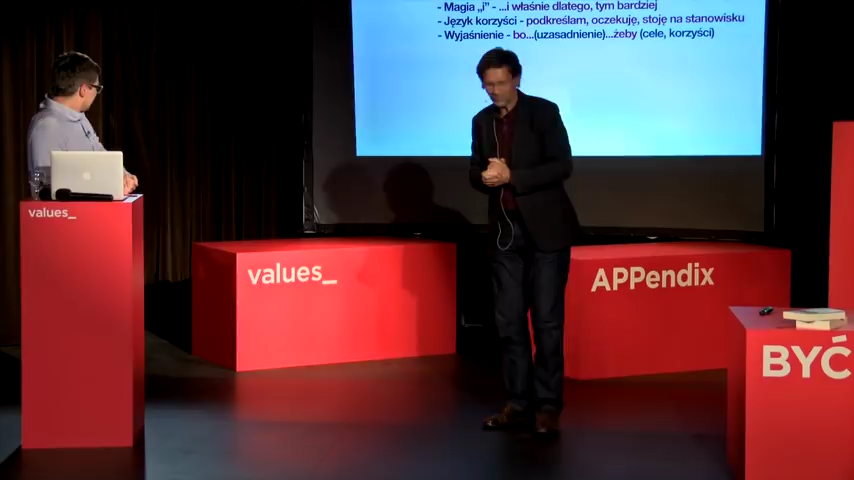 - Magia „i” - ...i właśnie dlatego, tym bardziej
- Język korzyści - podkreślam, oczekuję, stoję na stanowisku
- Wyjaśnienie - bo...(uzasadnienie)...żeby (cele, korzyści)
values_
values_
APPendix
BYĆ